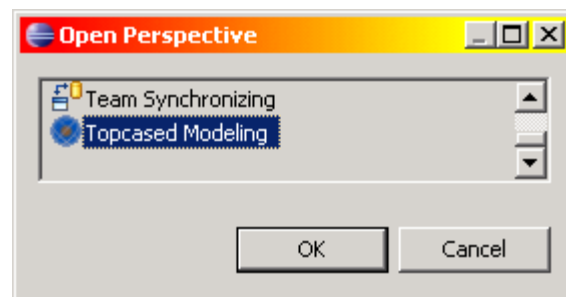 Open Perspective
Team Synchronizing
Topcased Modeling
OK
Cancel